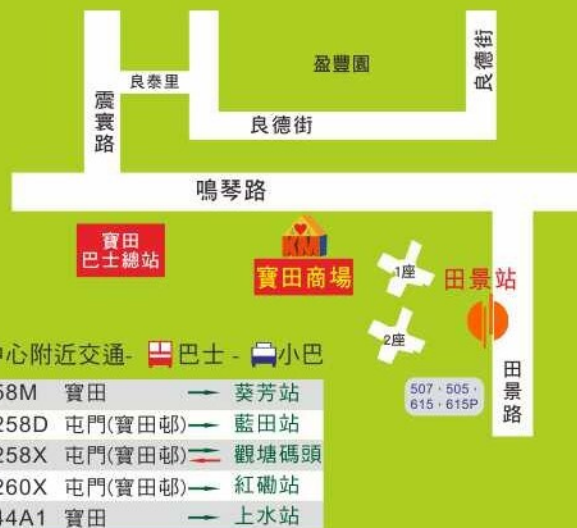 盈豐園
良德街
良泰里
震寰路
良德街
鳴琴路
寶田
巴士總站
KM
寶田商場
1座
田景站
2座
心附近交通- 巴士 - 小巴
58M 寶田 → 葵芳站
258D 屯門(寶田邨) → 藍田站
258X 屯門(寶田邨) ⇄ 觀塘碼頭
260X 屯門(寶田邨) → 紅磡站
44A1 寶田 → 上水站
507 · 505 ·
615 · 615P
田景路